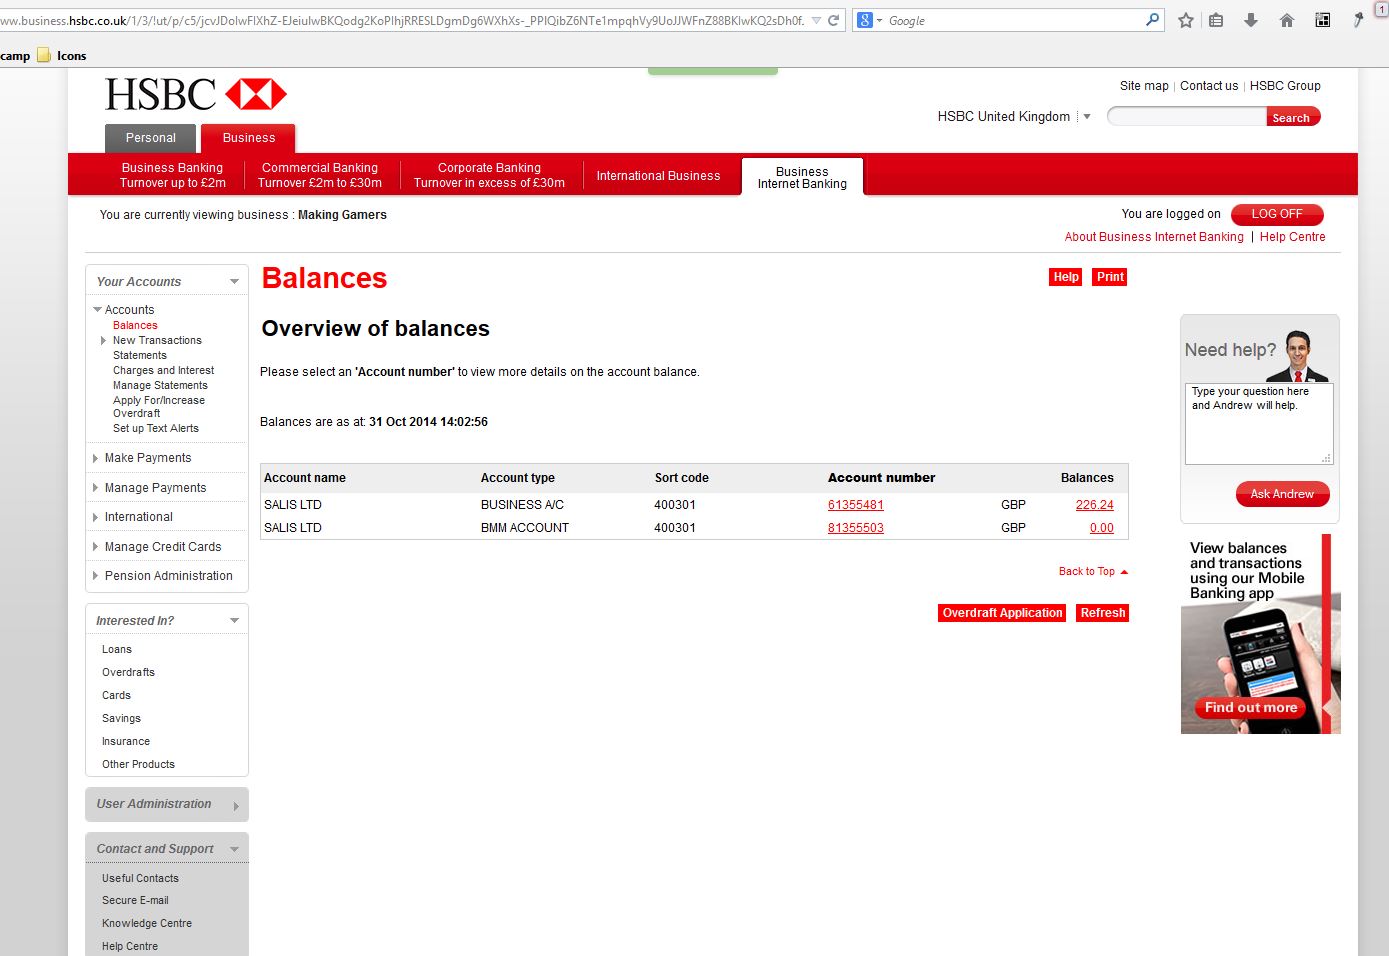 ww.business.hsbc.co.uk/1/3/!ut/p/c5/
Google
1
camp Icons
HSBC
Site map | Contact us | HSBC Group
HSBC United Kingdom
Search
Personal
Business
Business Banking
Turnover up to £2m
Commercial Banking
Turnover £2m to £30m
Corporate Banking
Turnover in excess of £30m
International Business
Business
Internet Banking
You are currently viewing business : Making Gamers
You are logged on
LOG OFF
About Business Internet Banking | Help Centre
Your Accounts
Accounts
Balances
New Transactions
Statements
Charges and Interest
Manage Statements
Apply For/Increase
Overdraft
Set up Text Alerts
Make Payments
Manage Payments
International
Manage Credit Cards
Pension Administration
Interested In?
Loans
Overdrafts
Cards
Savings
Insurance
Other Products
User Administration
Contact and Support
Useful Contacts
Secure E-mail
Knowledge Centre
Help Centre
Balances
Help
Print
Overview of balances
Please select an 'Account number' to view more details on the account balance.
Balances are as at: 31 Oct 2014 14:02:56
Account name Account type Sort code Account number Balances
SALIS LTD BUSINESS A/C 400301 61355481 GBP 226.24
SALIS LTD BMM ACCOUNT 400301 81355503 GBP 0.00
Back to Top
Overdraft Application
Refresh
Need help?
Type your question here
and Andrew will help.
Ask Andrew
View balances
and transactions
using our Mobile
Banking app
Find out more